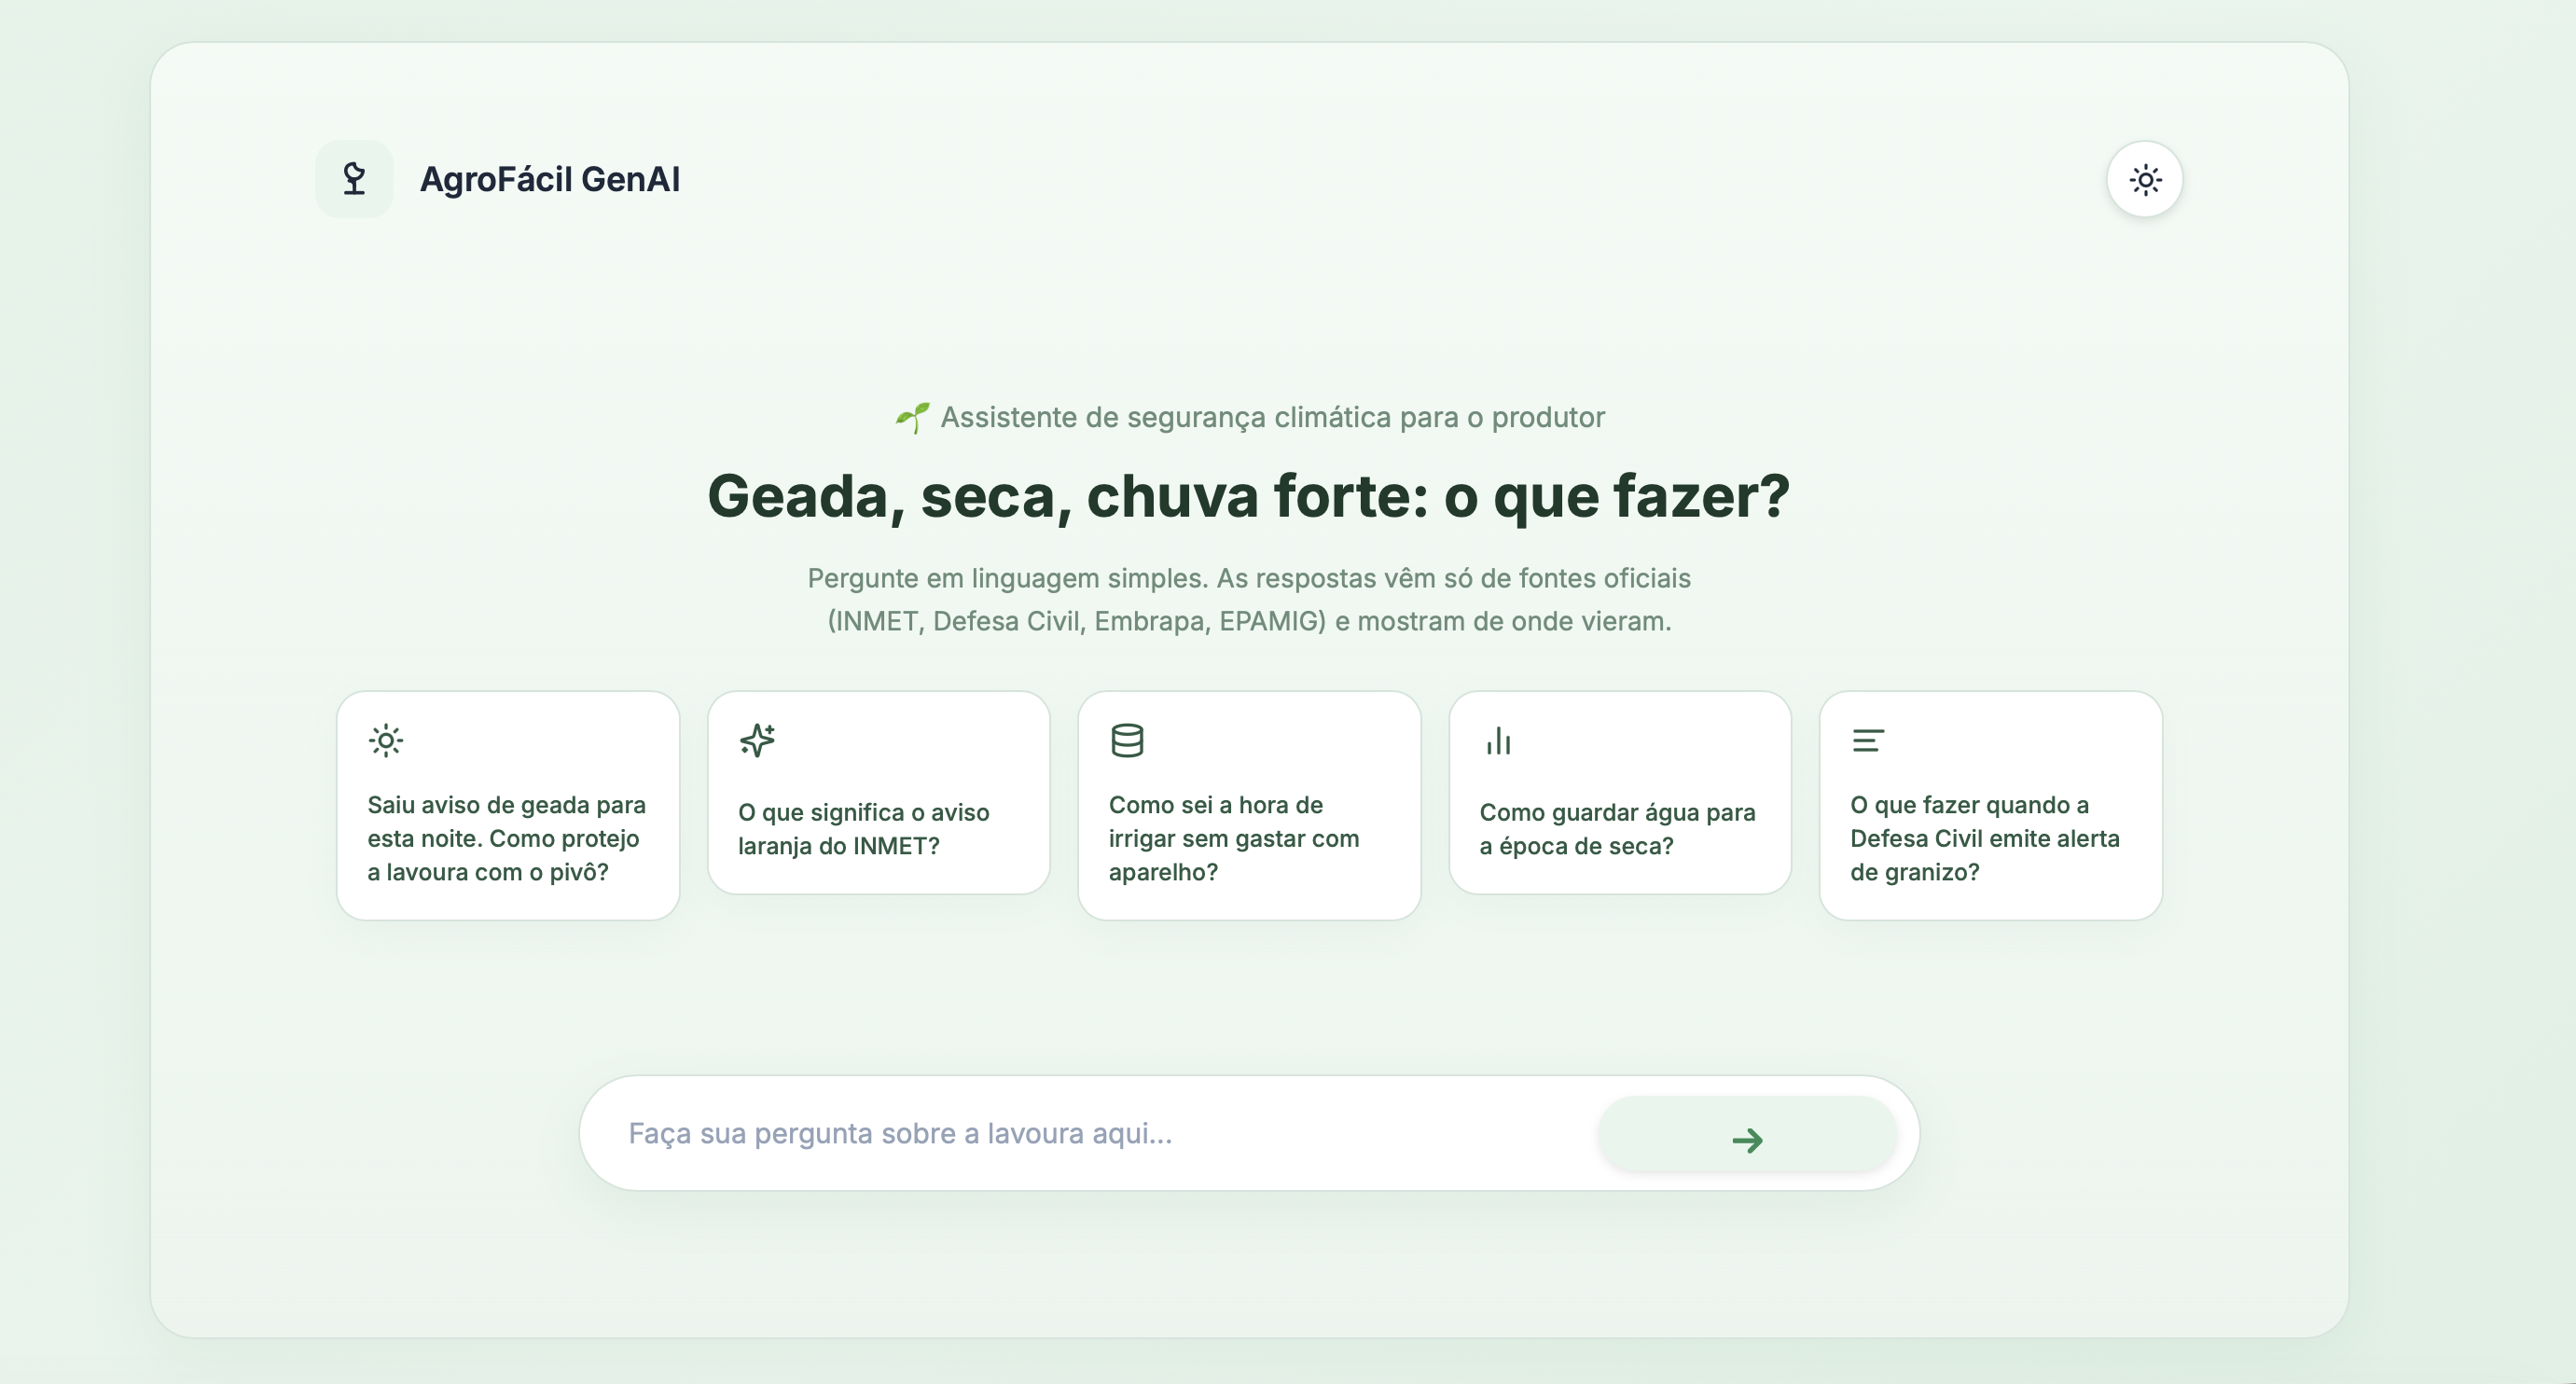 AgroFácil GenAI
🌱 Assistente de segurança climática para o produtor
Geada, seca, chuva forte: o que fazer?
Pergunte em linguagem simples. As respostas vêm só de fontes oficiais
(INMET, Defesa Civil, Embrapa, EPAMIG) e mostram de onde vieram.
Saiu aviso de geada para
esta noite. Como protejo
a lavoura com o pivô?
O que significa o aviso
laranja do INMET?
Como sei a hora de
irrigar sem gastar com
aparelho?
Como guardar água para
a época de seca?
O que fazer quando a
Defesa Civil emite alerta
de granizo?
Faça sua pergunta sobre a lavoura aqui...